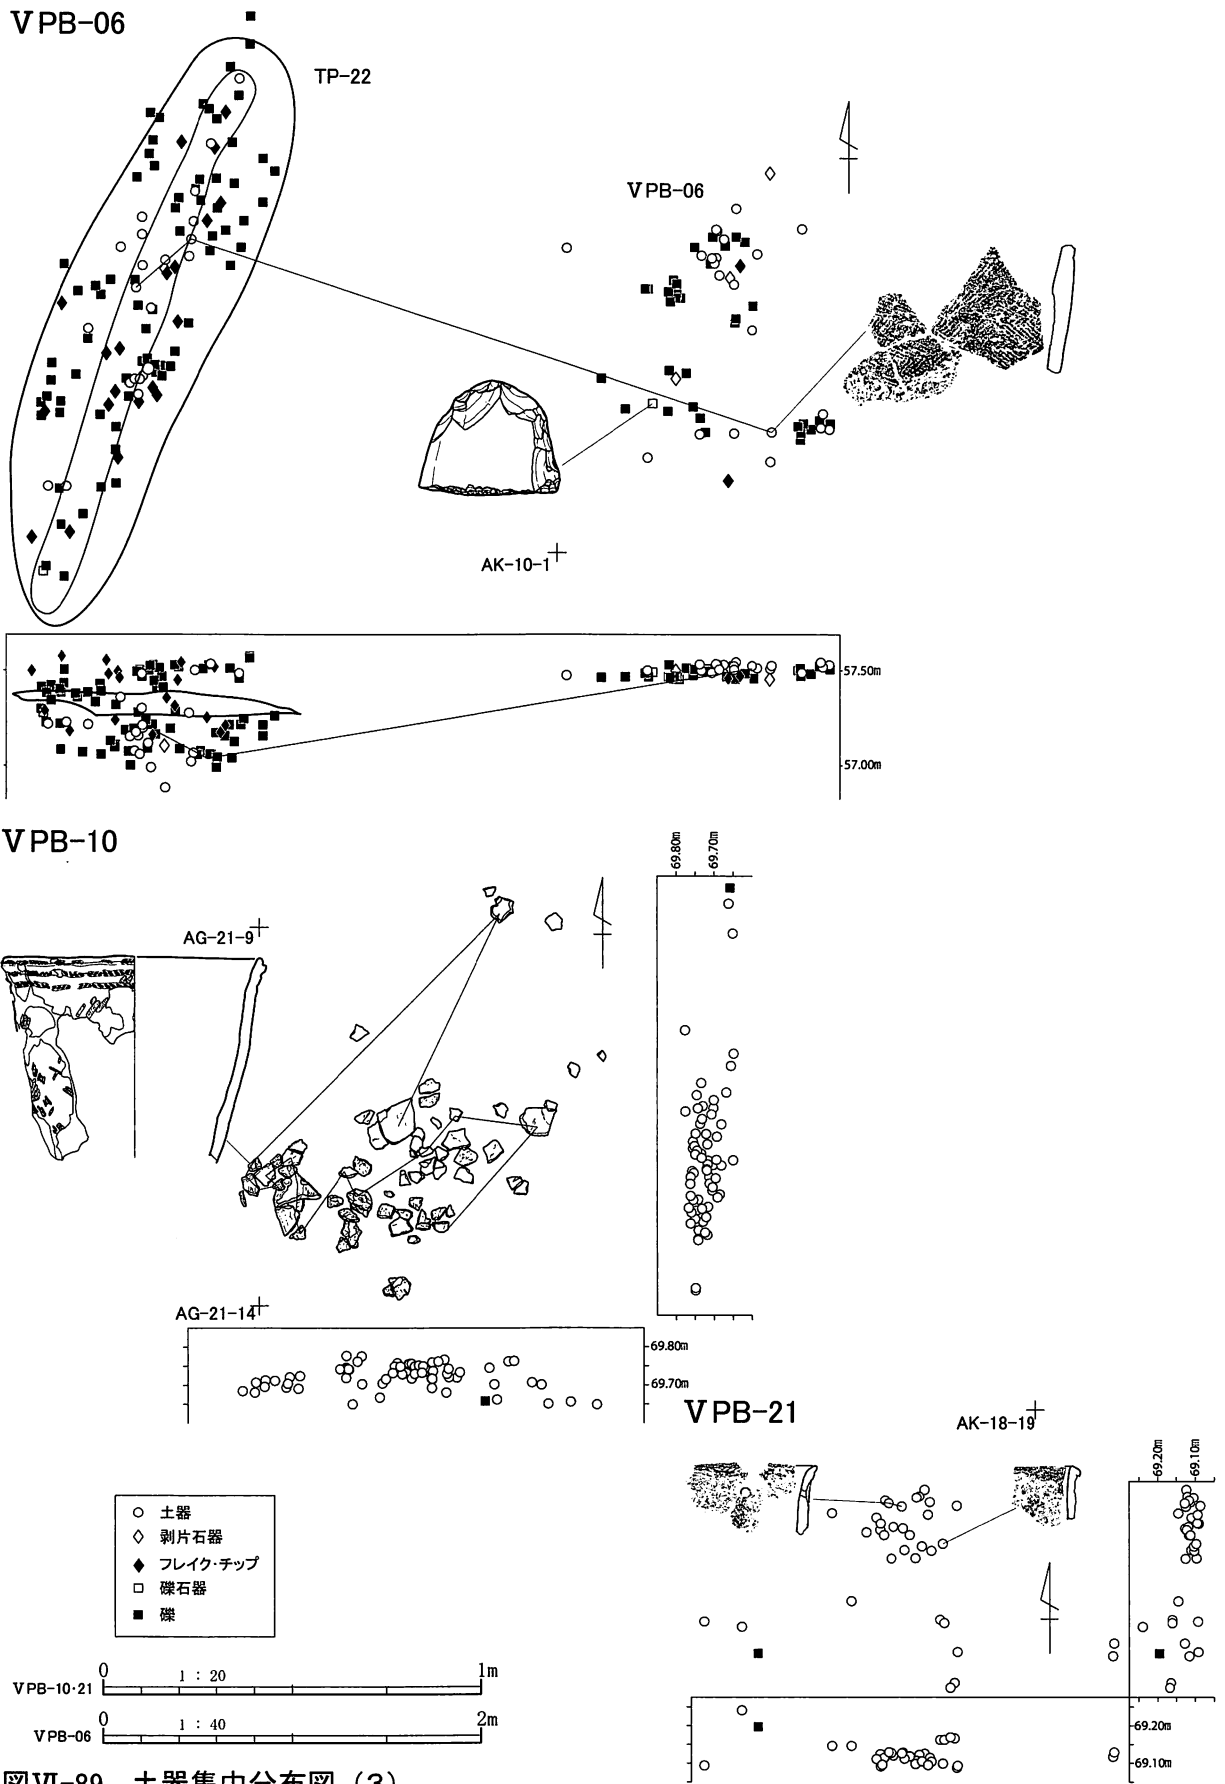 ⅤPB-06
TP-22
ⅤPB-06
AK-10-1
57.50m
57.00m
ⅤPB-10
69.80m
69.70m
AG-21-9
AG-21-14
69.80m
69.70m
ⅤPB-21
AK-18-19
69.20m
69.10m
土器
剥片石器
フレイク・チップ
礫石器
礫
69.20m
69.10m
0 1 : 20 1m
ⅤPB-10・21
0 1 : 40 2m
ⅤPB-06
図Ⅵ-89 土器集中分布図 (3)